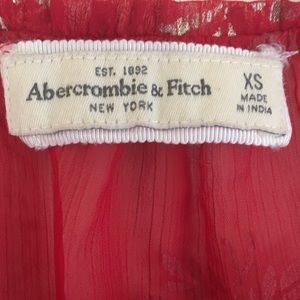 EST. 1892
Abercrombie & Fitch
NEW YORK
XS
MADE
IN INDIA